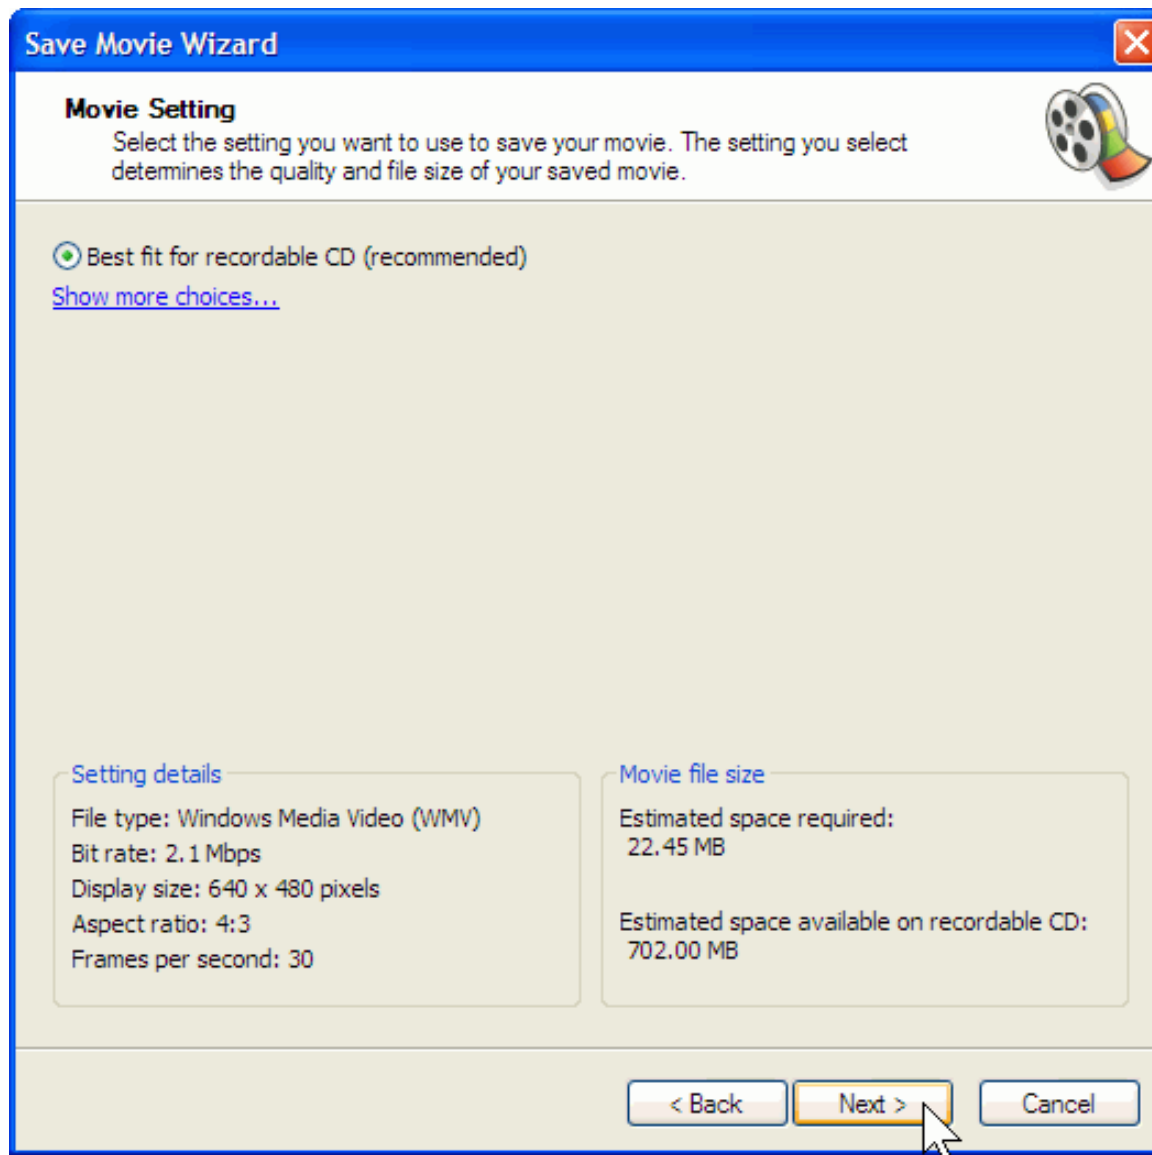 Save Movie Wizard
Movie Setting
Select the setting you want to use to save your movie. The setting you select
determines the quality and file size of your saved movie.
Best fit for recordable CD (recommended)
Show more choices...
Setting details
File type: Windows Media Video (WMV)
Bit rate: 2.1 Mbps
Display size: 640 x 480 pixels
Aspect ratio: 4:3
Frames per second: 30
Movie file size
Estimated space required:
22.45 MB
Estimated space available on recordable CD:
702.00 MB
< Back
Next >
Cancel